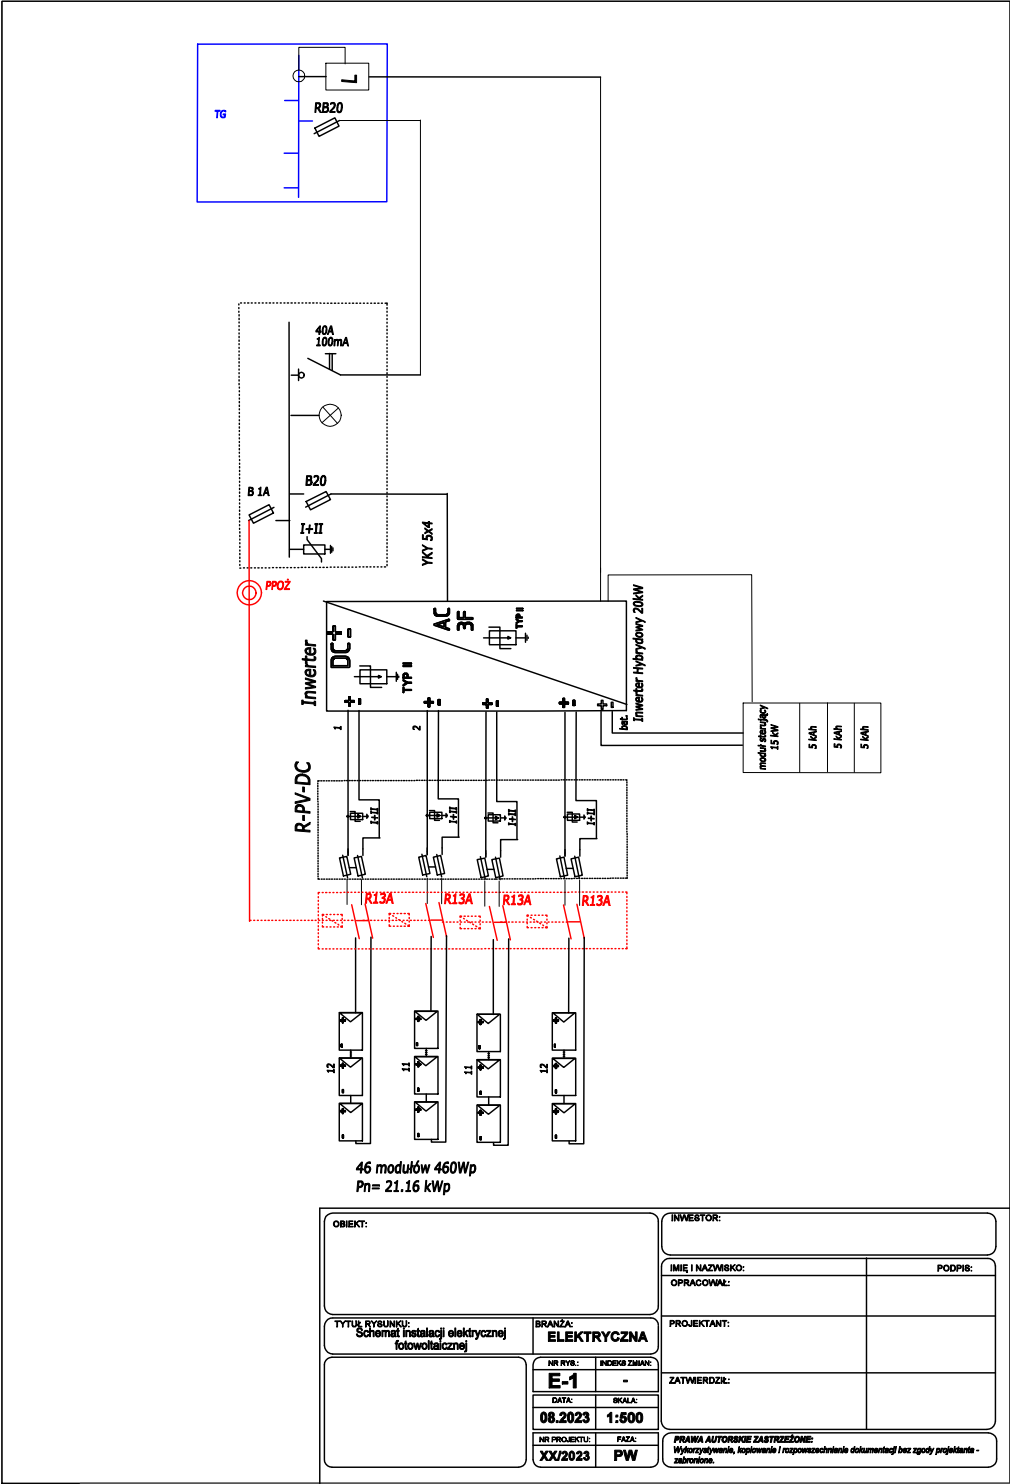 L
TG
RB20
40A
100mA
B20
B 1A
I+II
YKY 5x4
PPOŻ
Inwerter
DC+-
TYP II
AC
3F
TYP II
Inwerter Hybrydowy 20kW
+ -
+ -
+ -
+ -
+ -
1
2
bat.
moduł sterujący
15 kW
5 kAh
5 kAh
5 kAh
R-PV-DC
I+II
I+II
I+II
I+II
R13A
R13A
R13A
R13A
12
11
11
12
46 modułów 460Wp
Pn= 21.16 kWp
OBIEKT:
INWESTOR:
IMIĘ I NAZWISKO:
PODPIS:
OPRACOWAŁ:
TYTUŁ RYSUNKU:
Schemat instalacji elektrycznej
fotowoltaicznej
BRANŻA:
ELEKTRYCZNA
PROJEKTANT:
NR RYS.:
INDEKS ZMIAN:
E-1
-
ZATWIERDZIŁ:
DATA:
SKALA:
08.2023
1:500
NR PROJEKTU:
FAZA:
XX/2023
PW
PRAWA AUTORSKIE ZASTRZEŻONE:
Wykorzystywanie, kopiowanie i rozpowszechnianie dokumentacji bez zgody projektanta -
zabronione.